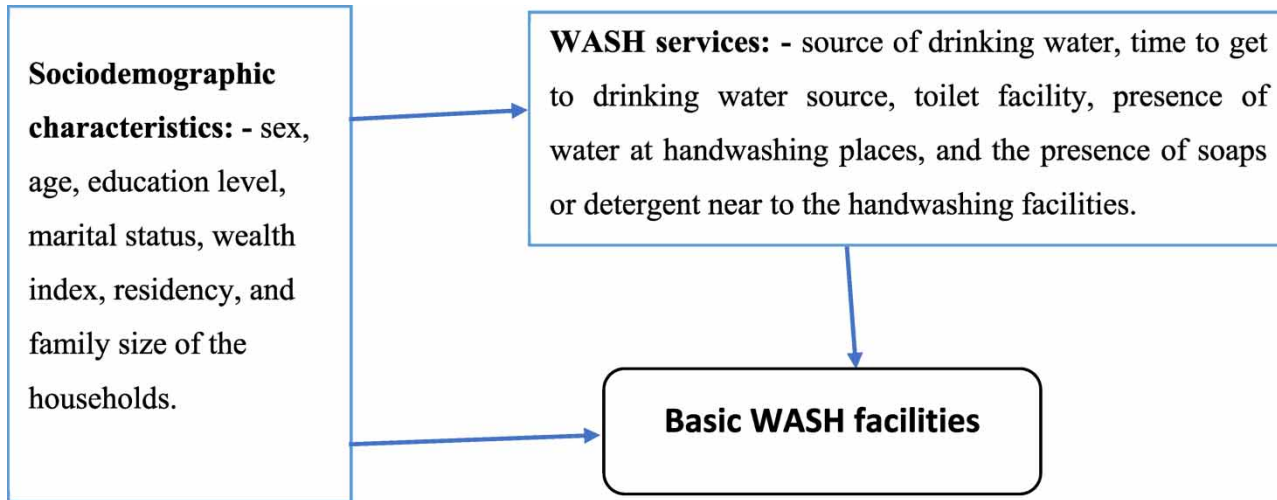 Sociodemographic
characteristics: - sex,
age, education level,
marital status, wealth
index, residency, and
family size of the
households.
WASH services: - source of drinking water, time to get
to drinking water source, toilet facility, presence of
water at handwashing places, and the presence of soaps
or detergent near to the handwashing facilities.
Basic WASH facilities